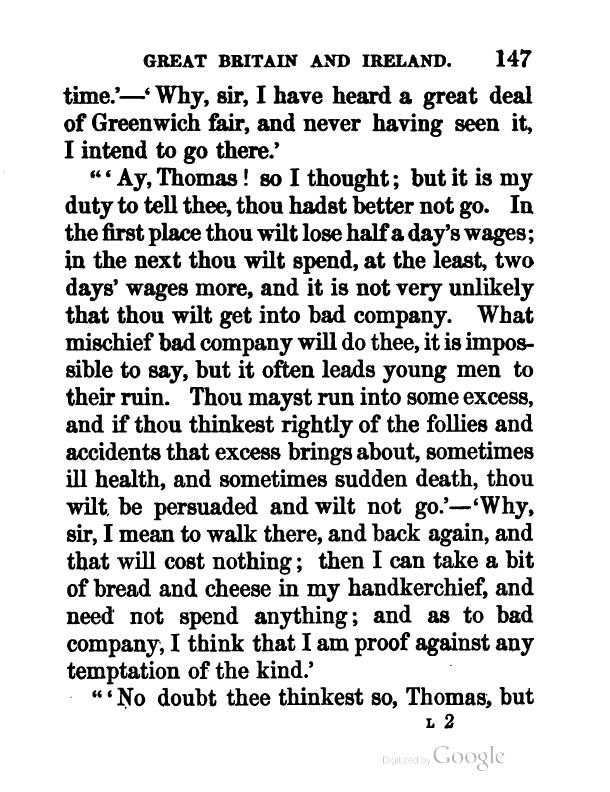 GREAT BRITAIN AND IRELAND. 147
time.’—‘Why, sir, I have heard a great deal
of Greenwich fair, and never having seen it,
I intend to go there.’
“‘Ay, Thomas! so I thought; but it is my
duty to tell thee, thou hadst better not go. In
the first place thou wilt lose half a day’s wages;
in the next thou wilt spend, at the least, two
days’ wages more, and it is not very unlikely
that thou wilt get into bad company. What
mischief bad company will do thee, it is impos-
sible to say, but it often leads young men to
their ruin. Thou mayst run into some excess,
and if thou thinkest rightly of the follies and
accidents that excess brings about, sometimes
ill health, and sometimes sudden death, thou
wilt be persuaded and wilt not go.’—‘Why,
sir, I mean to walk there, and back again, and
that will cost nothing; then I can take a bit
of bread and cheese in my handkerchief, and
need not spend anything; and as to bad
company, I think that I am proof against any
temptation of the kind.’
“‘No doubt thee thinkest so, Thomas, but
L 2
Digitized by Google